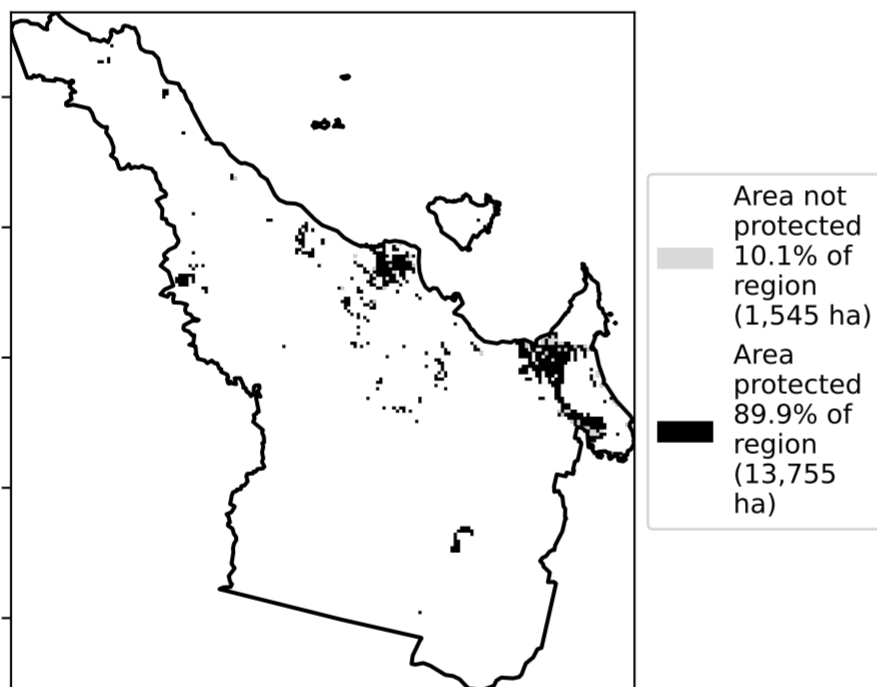 Area not
protected
10.1% of
region
(1,545 ha)
Area
protected
89.9% of
region
(13,755
ha)